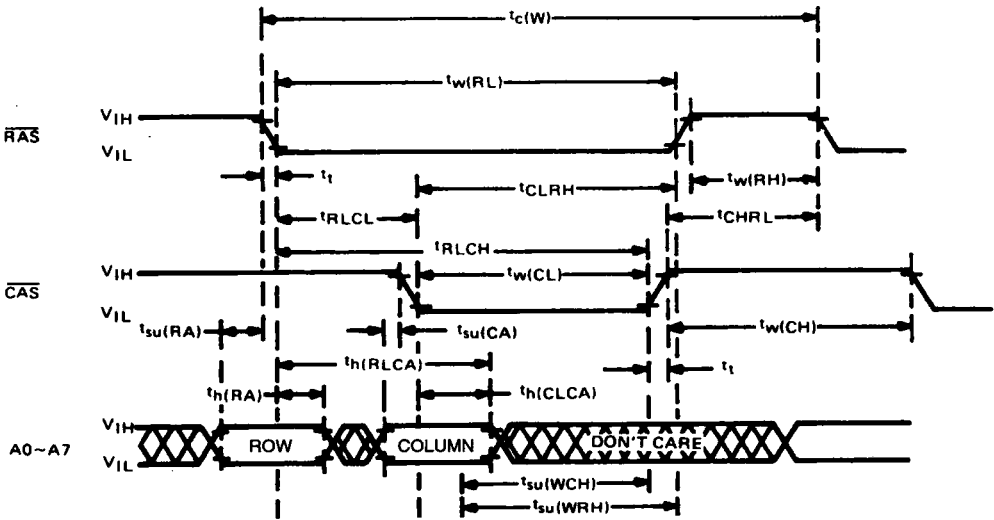 tc(W)
tw(RL)
RAS
VIH
VIL
tt
tCLRH
tw(RH)
tRLCL
tCHRL
tRLCH
CAS
VIH
VIL
tw(CL)
tsu(RA)
tsu(CA)
tw(CH)
th(RLCA)
tt
th(RA)
th(CLCA)
A0~A7
VIH
VIL
ROW
COLUMN
DON'T CARE
tsu(WCH)
tsu(WRH)